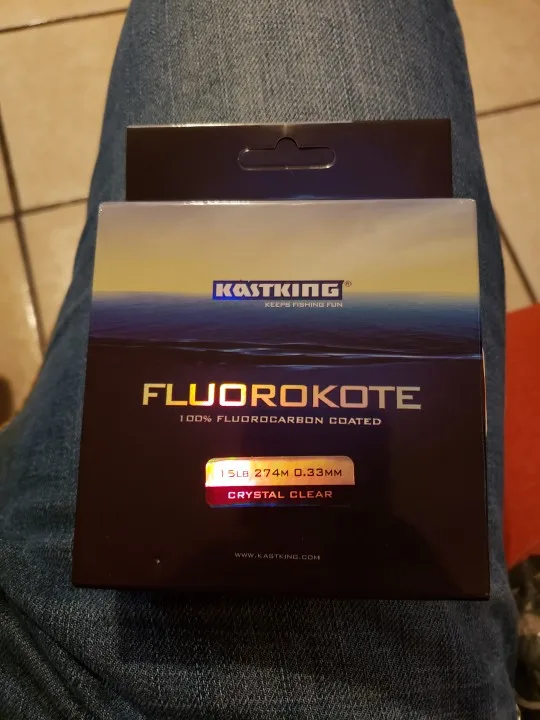 KASTKING®
KEEPS FISHING FUN
FLUOROKOTE
100% FLUOROCARBON COATED
15LB 274M 0.33MM
CRYSTAL CLEAR
WWW.KASTKING.COM